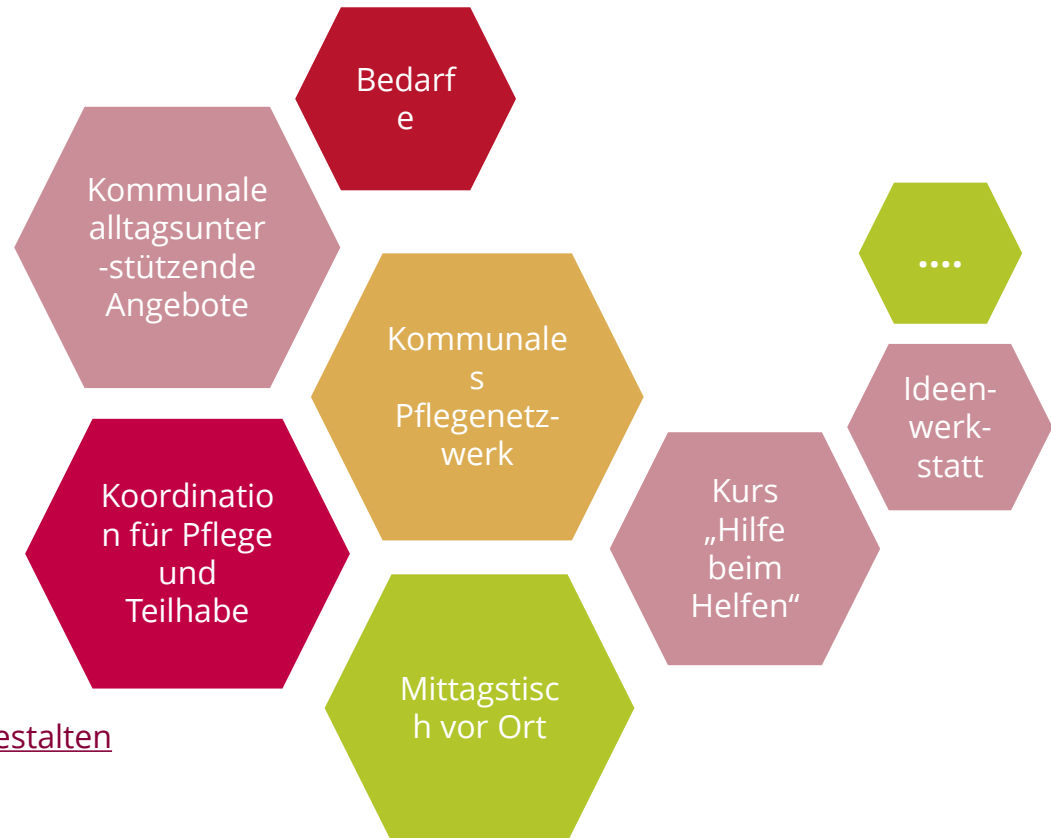 Bedarf
e
Kommunale
alltagsunter
-stützende
Angebote
....
Kommunale
s
Pflegenetz-
werk
Ideen-
werk-
statt
Koordinatio
n für Pflege
und
Teilhabe
Kurs
„Hilfe
beim
Helfen“
Mittagstisc
h vor Ort
estalten